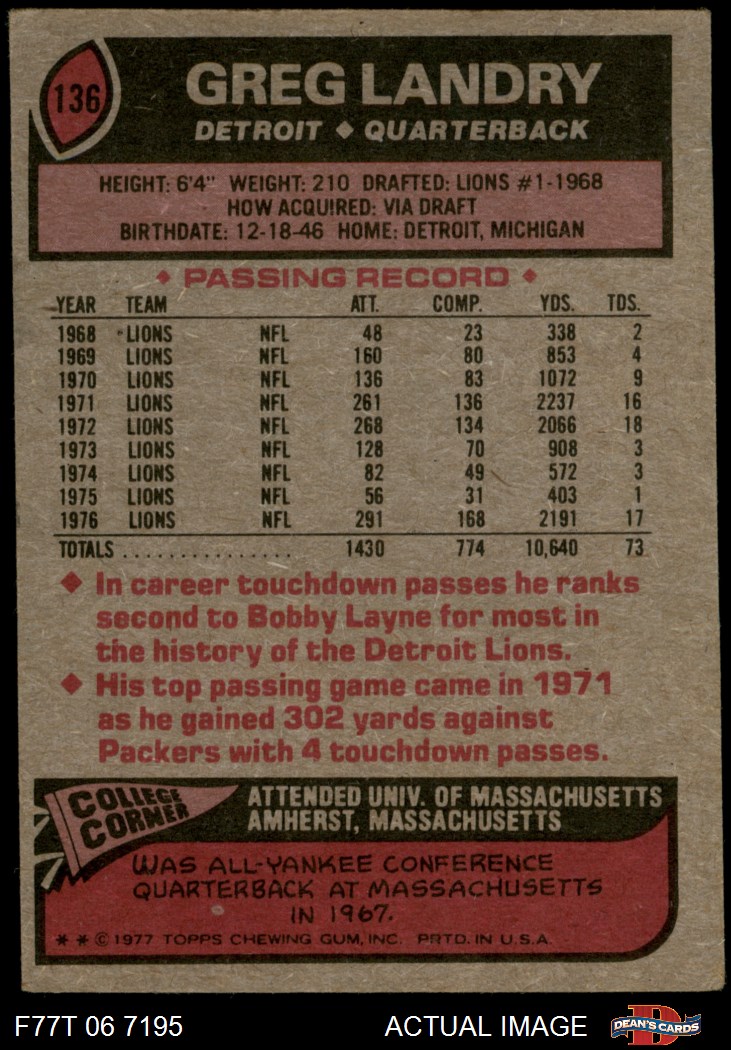 136
GREG LANDRY
DETROIT ◆ QUARTERBACK
HEIGHT: 6'4" WEIGHT: 210 DRAFTED: LIONS #1-1968
HOW ACQUIRED: VIA DRAFT
BIRTHDATE: 12-18-46 HOME: DETROIT, MICHIGAN
◆ PASSING RECORD ◆
YEAR TEAM ATT. COMP. YDS. TDS.
1968 LIONS NFL 48 23 338 2
1969 LIONS NFL 160 80 853 4
1970 LIONS NFL 136 83 1072 9
1971 LIONS NFL 261 136 2237 16
1972 LIONS NFL 268 134 2066 18
1973 LIONS NFL 128 70 908 3
1974 LIONS NFL 82 49 572 3
1975 LIONS NFL 56 31 403 1
1976 LIONS NFL 291 168 2191 17
TOTALS ................ 1430 774 10,640 73
◆ In career touchdown passes he ranks
second to Bobby Layne for most in
the history of the Detroit Lions.
◆ His top passing game came in 1971
as he gained 302 yards against
Packers with 4 touchdown passes.
COLLEGE
CORNER
ATTENDED UNIV. OF MASSACHUSETTS
AMHERST, MASSACHUSETTS
WAS ALL-YANKEE CONFERENCE
QUARTERBACK AT MASSACHUSETTS
IN 1967.
* * © 1977 TOPPS CHEWING GUM, INC. PRTD. IN U.S.A.
F77T 06 7195 ACTUAL IMAGE
D
DEAN'S CARDS